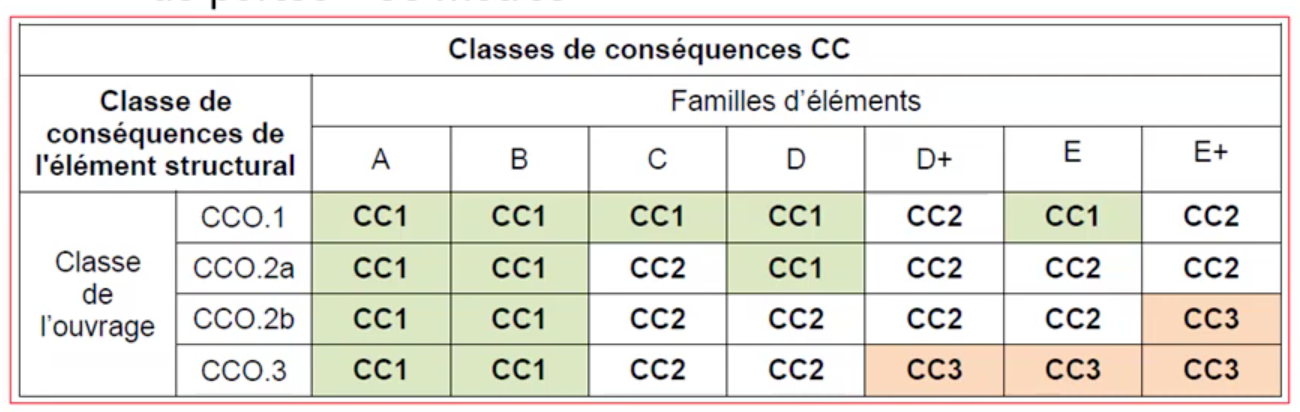 Classes de conséquences CC
Classe de
conséquences de
l'élément structural
Familles d'éléments
A B C D D+ E E+
Classe
de
l'ouvrage
CCO.1 CC1 CC1 CC1 CC1 CC2 CC1 CC2
CCO.2a CC1 CC1 CC2 CC1 CC2 CC2 CC2
CCO.2b CC1 CC1 CC2 CC2 CC2 CC2 CC3
CCO.3 CC1 CC1 CC2 CC2 CC3 CC3 CC3